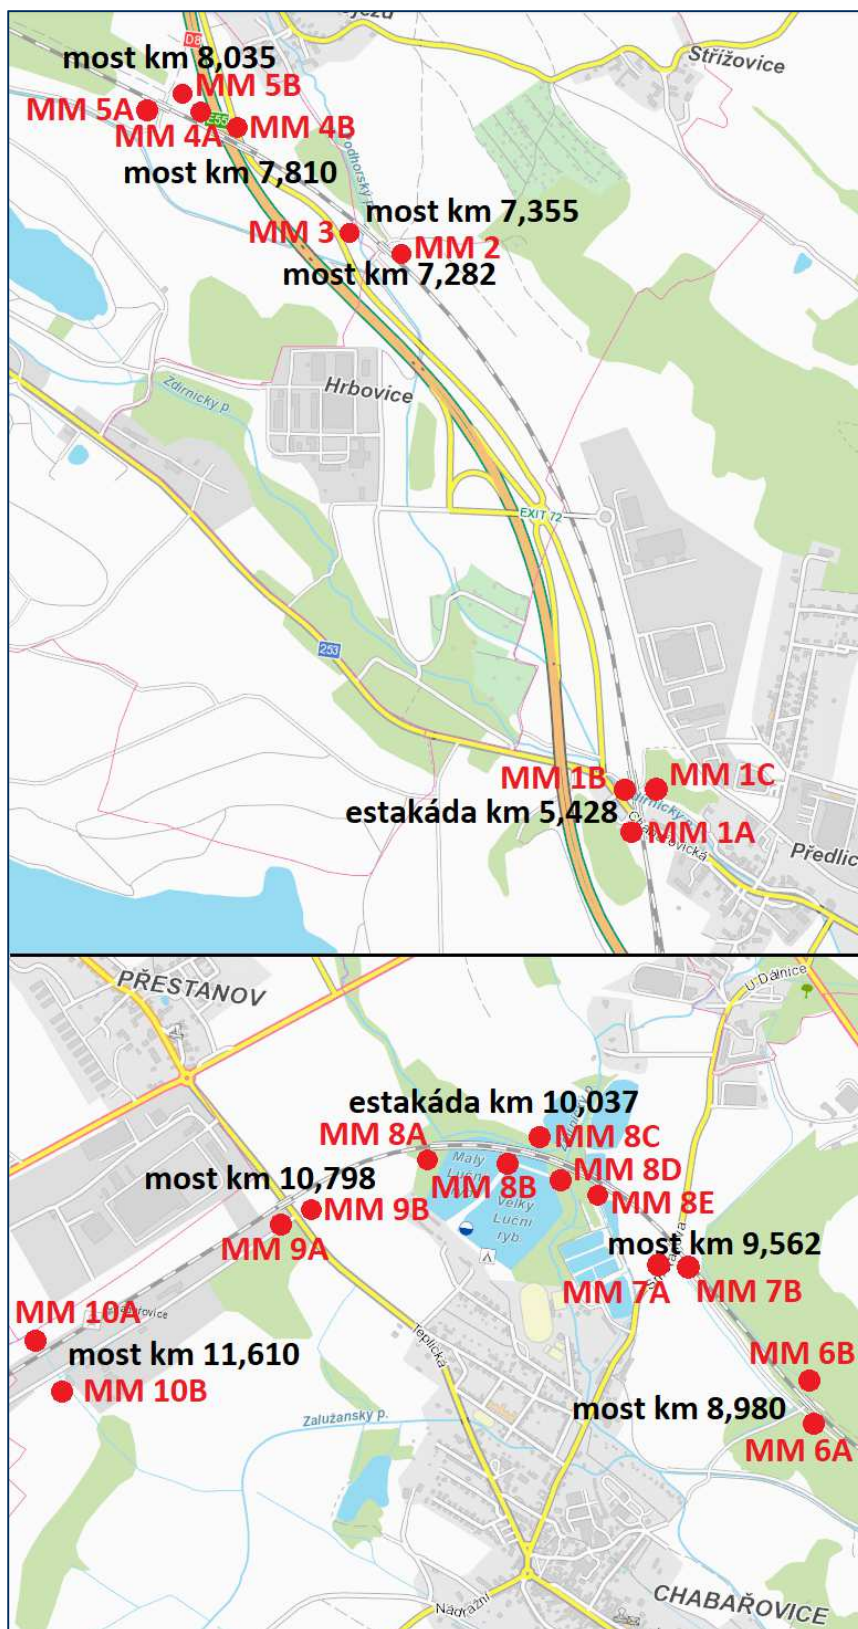 D8
Střížovice
most km 8,035
MM 5B
MM 5A
MM 4A
E55
MM 4B
most km 7,810
most km 7,355
MM 3
MM 2
most km 7,282
Hrbovice
Ždírnický p.
EXIT 72
253
MM 1B
MM 1C
estakáda km 5,428
MM 1A
Předlic
PŘESTANOV
U Dálnice
estakáda km 10,037
MM 8A
MM 8C
Malý
MM 8D
MM 8B
Velký
Luční
ryb.
MM 8E
most km 10,798
MM 9B
MM 9A
most km 9,562
MM 7A
MM 7B
MM 10A
most km 11,610
MM 10B
Teplická
MM 6B
most km 8,980
MM 6A
Zalužanský p.
CHABAŘOVICE
Nádražní